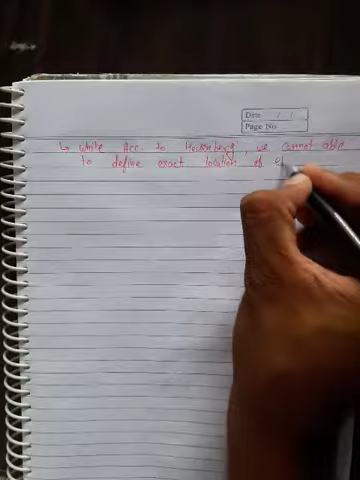 Date / /
Page No
↳ while Acc. to Heisenberg, we cannot able
to define exact location of